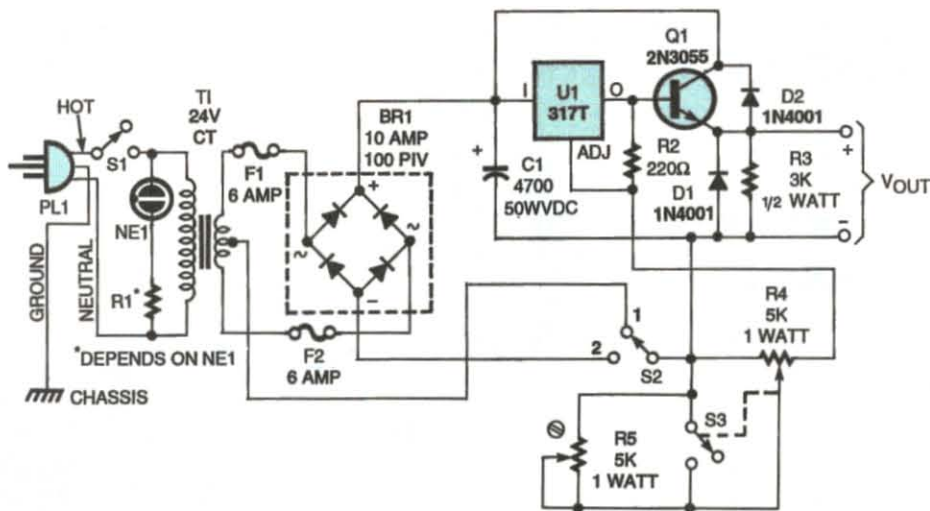 HOT
S1
PL1
GROUND
NEUTRAL
CHASSIS
NE1
R1*
*DEPENDS ON NE1
TI
24V
CT
F1
6 AMP
F2
6 AMP
BR1
10 AMP
100 PIV
+
~
~
−
+
C1
4700
50WVDC
I
U1
317T
O
ADJ
Q1
2N3055
R2
220Ω
D1
1N4001
D2
1N4001
R3
3K
1/2 WATT
+
−
VOUT
1
2
S2
R4
5K
1 WATT
S3
R5
5K
1 WATT